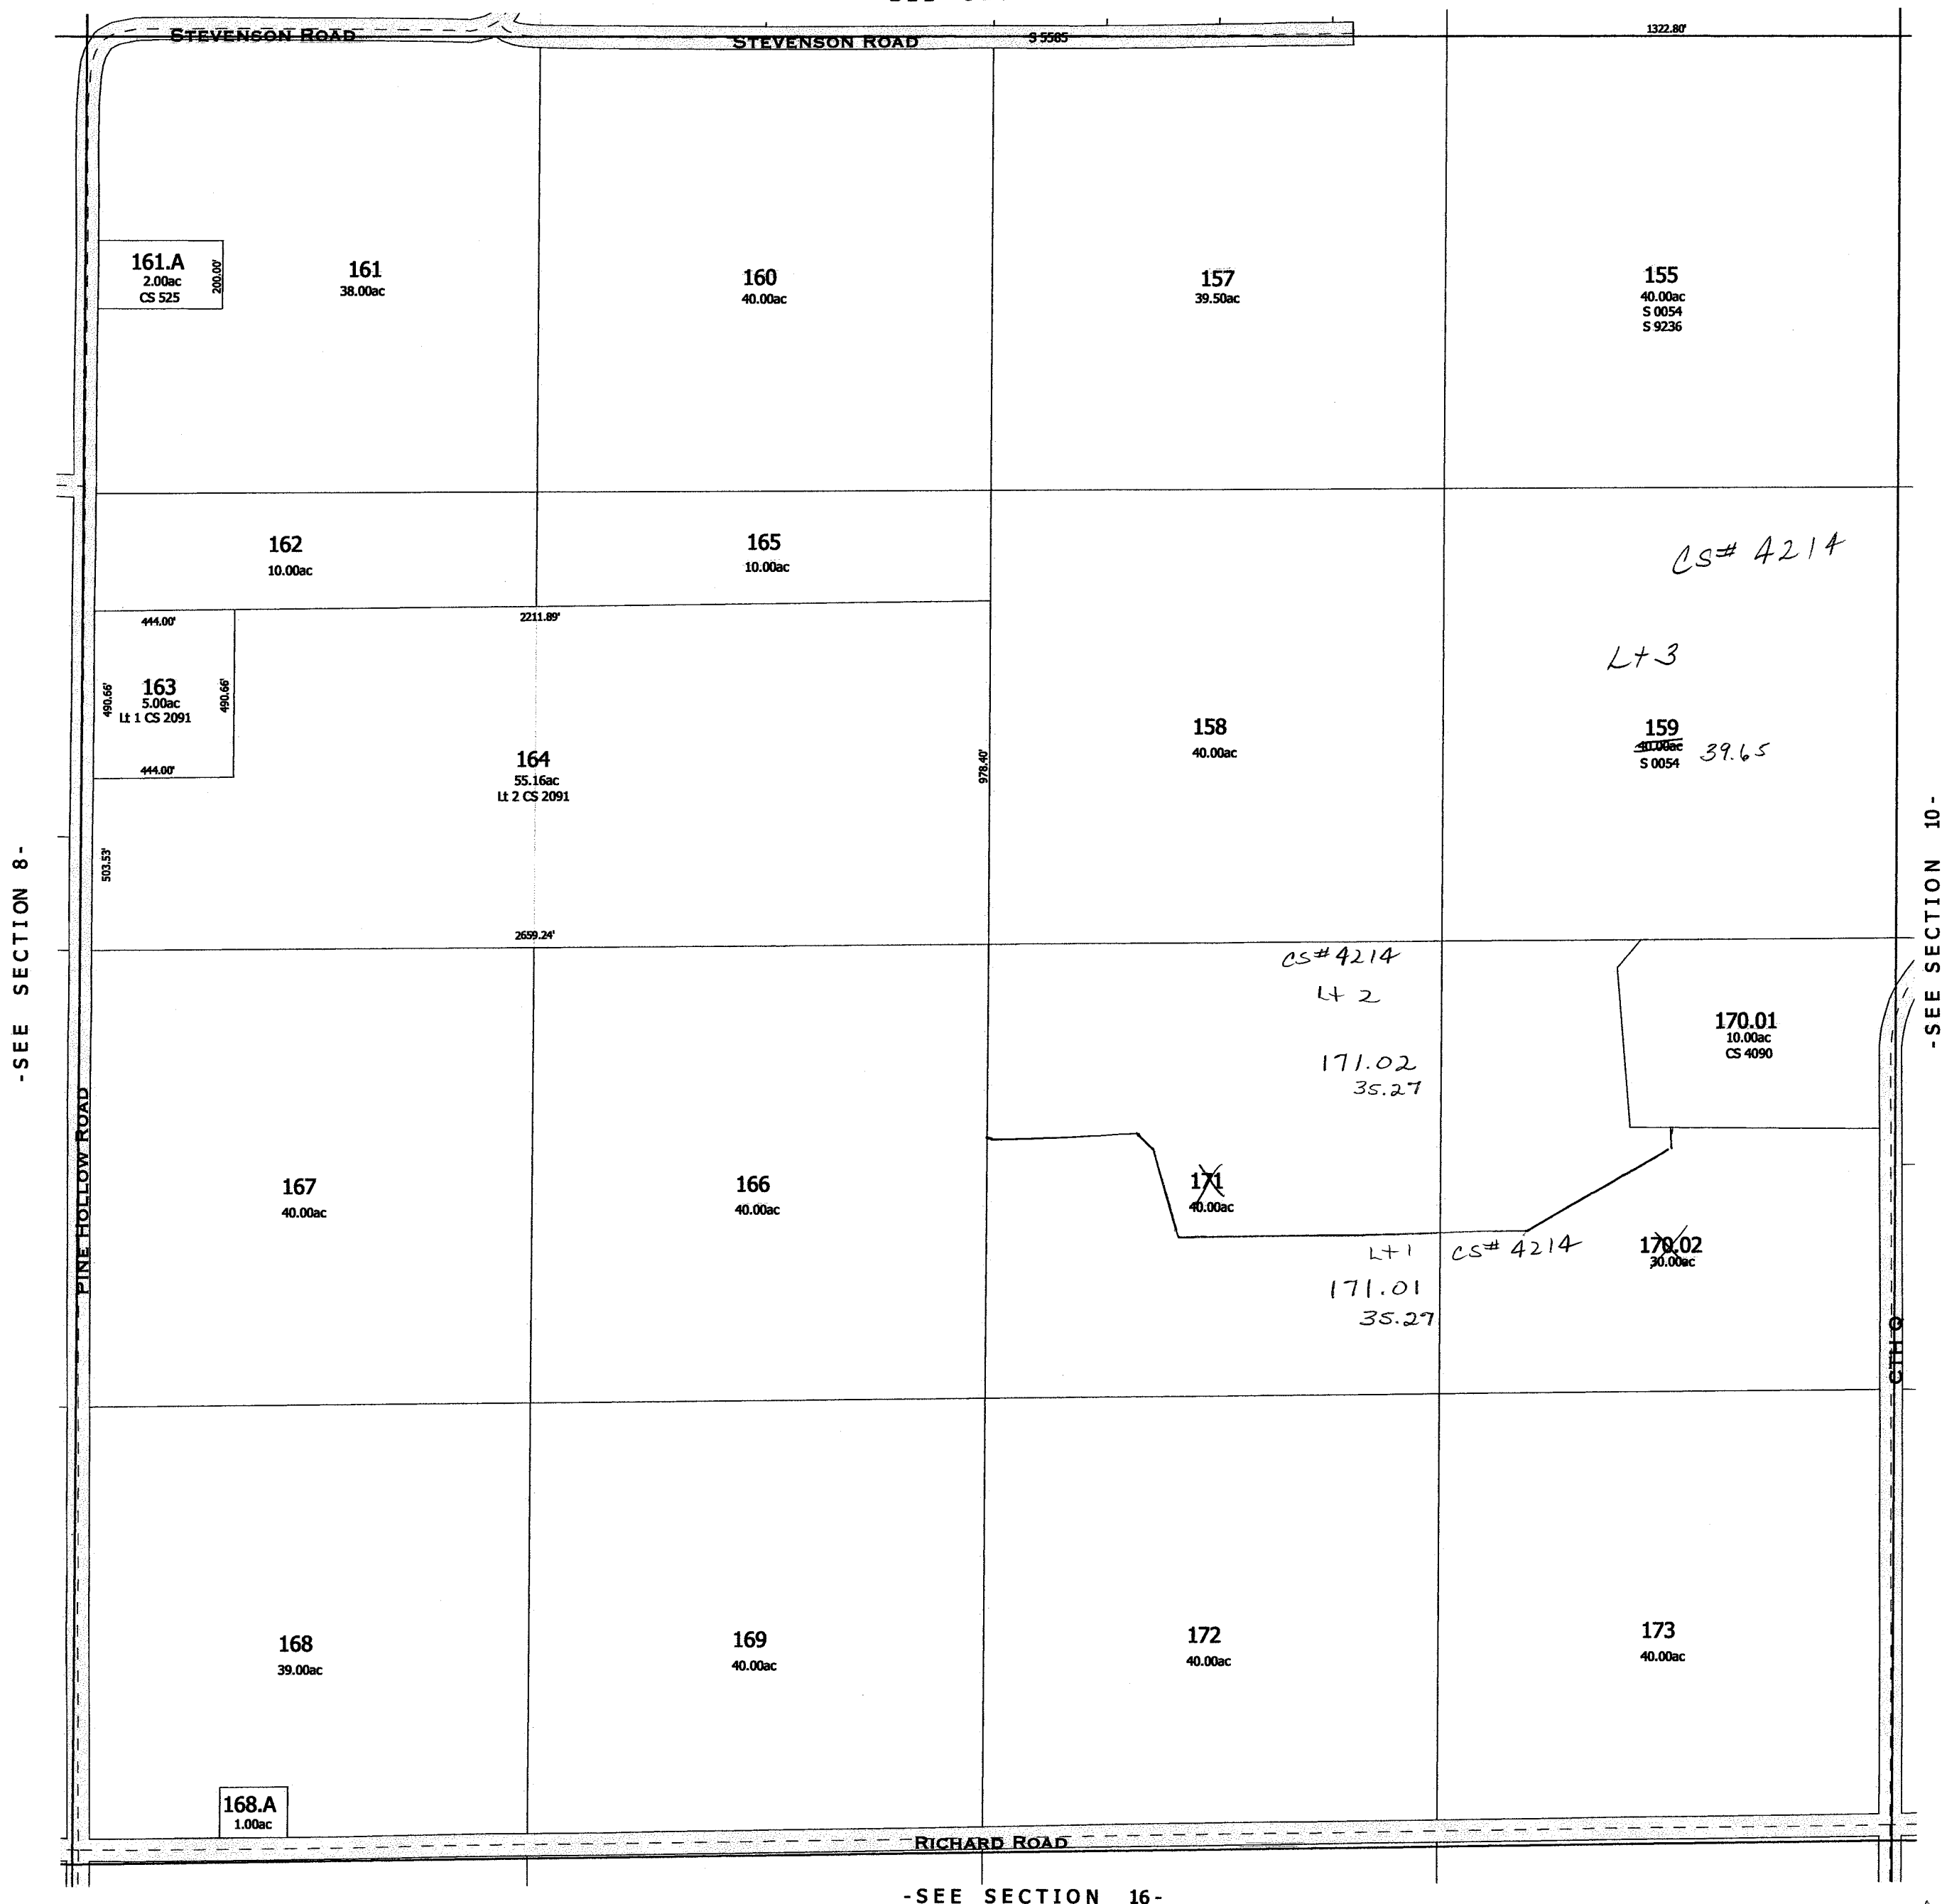 STEVENSON ROAD
STEVENSON ROAD
S 5565
1322.80'
161.A
2.00ac
CS 525
200.00'
161
38.00ac
160
40.00ac
157
39.50ac
155
40.00ac
S 0054
S 9236
162
10.00ac
165
10.00ac
CS# 4214
444.00'
2211.89'
Lt 3
490.66'
163
5.00ac
Lt 1 CS 2091
490.66'
444.00'
164
55.16ac
Lt 2 CS 2091
978.40'
158
40.00ac
159
40.00ac
39.65
S 0054
503.53'
-SEE SECTION 8-
-SEE SECTION 10-
2659.24'
CS# 4214
Lt 2
171.02
35.27
170.01
10.00ac
CS 4090
PINE HOLLOW ROAD
167
40.00ac
166
40.00ac
171
40.00ac
Lt 1 CS# 4214
171.01
35.27
170.02
30.00ac
CTH Q
168
39.00ac
169
40.00ac
172
40.00ac
173
40.00ac
168.A
1.00ac
RICHARD ROAD
-SEE SECTION 16-